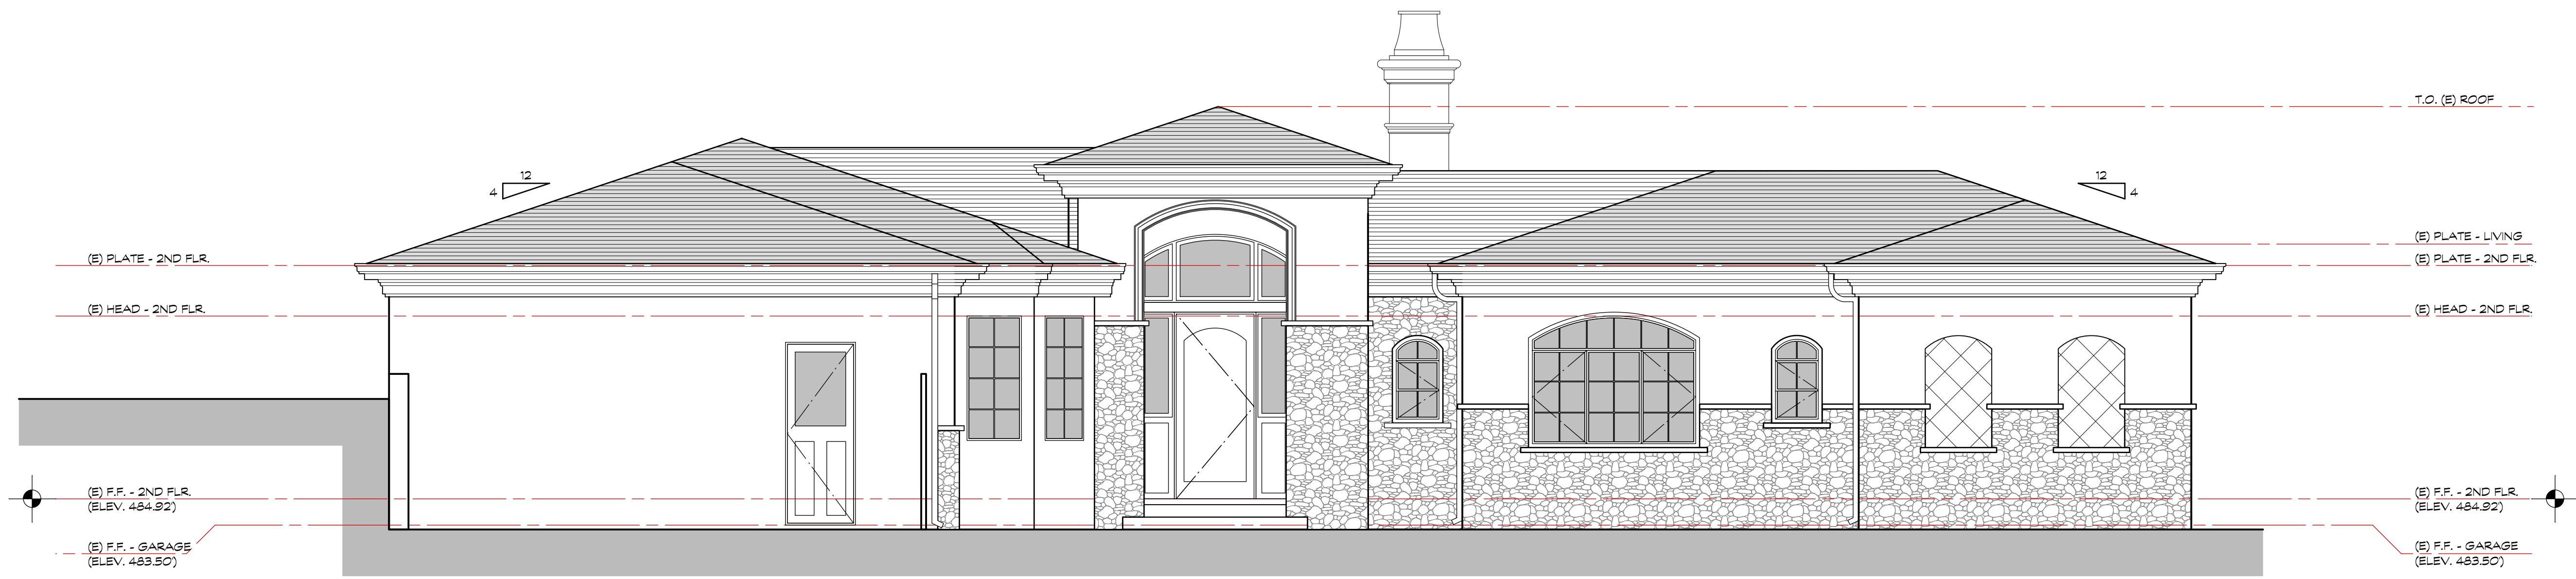 T.O. (E) ROOF
12
4
12
4
(E) PLATE - LIVING
(E) PLATE - 2ND FLR.
(E) PLATE - 2ND FLR.
(E) HEAD - 2ND FLR.
(E) HEAD - 2ND FLR.
(E) F.F. - 2ND FLR.
(ELEV. 484.92')
(E) F.F. - 2ND FLR.
(ELEV. 484.92')
(E) F.F. - GARAGE
(ELEV. 483.50')
(E) F.F. - GARAGE
(ELEV. 483.50')